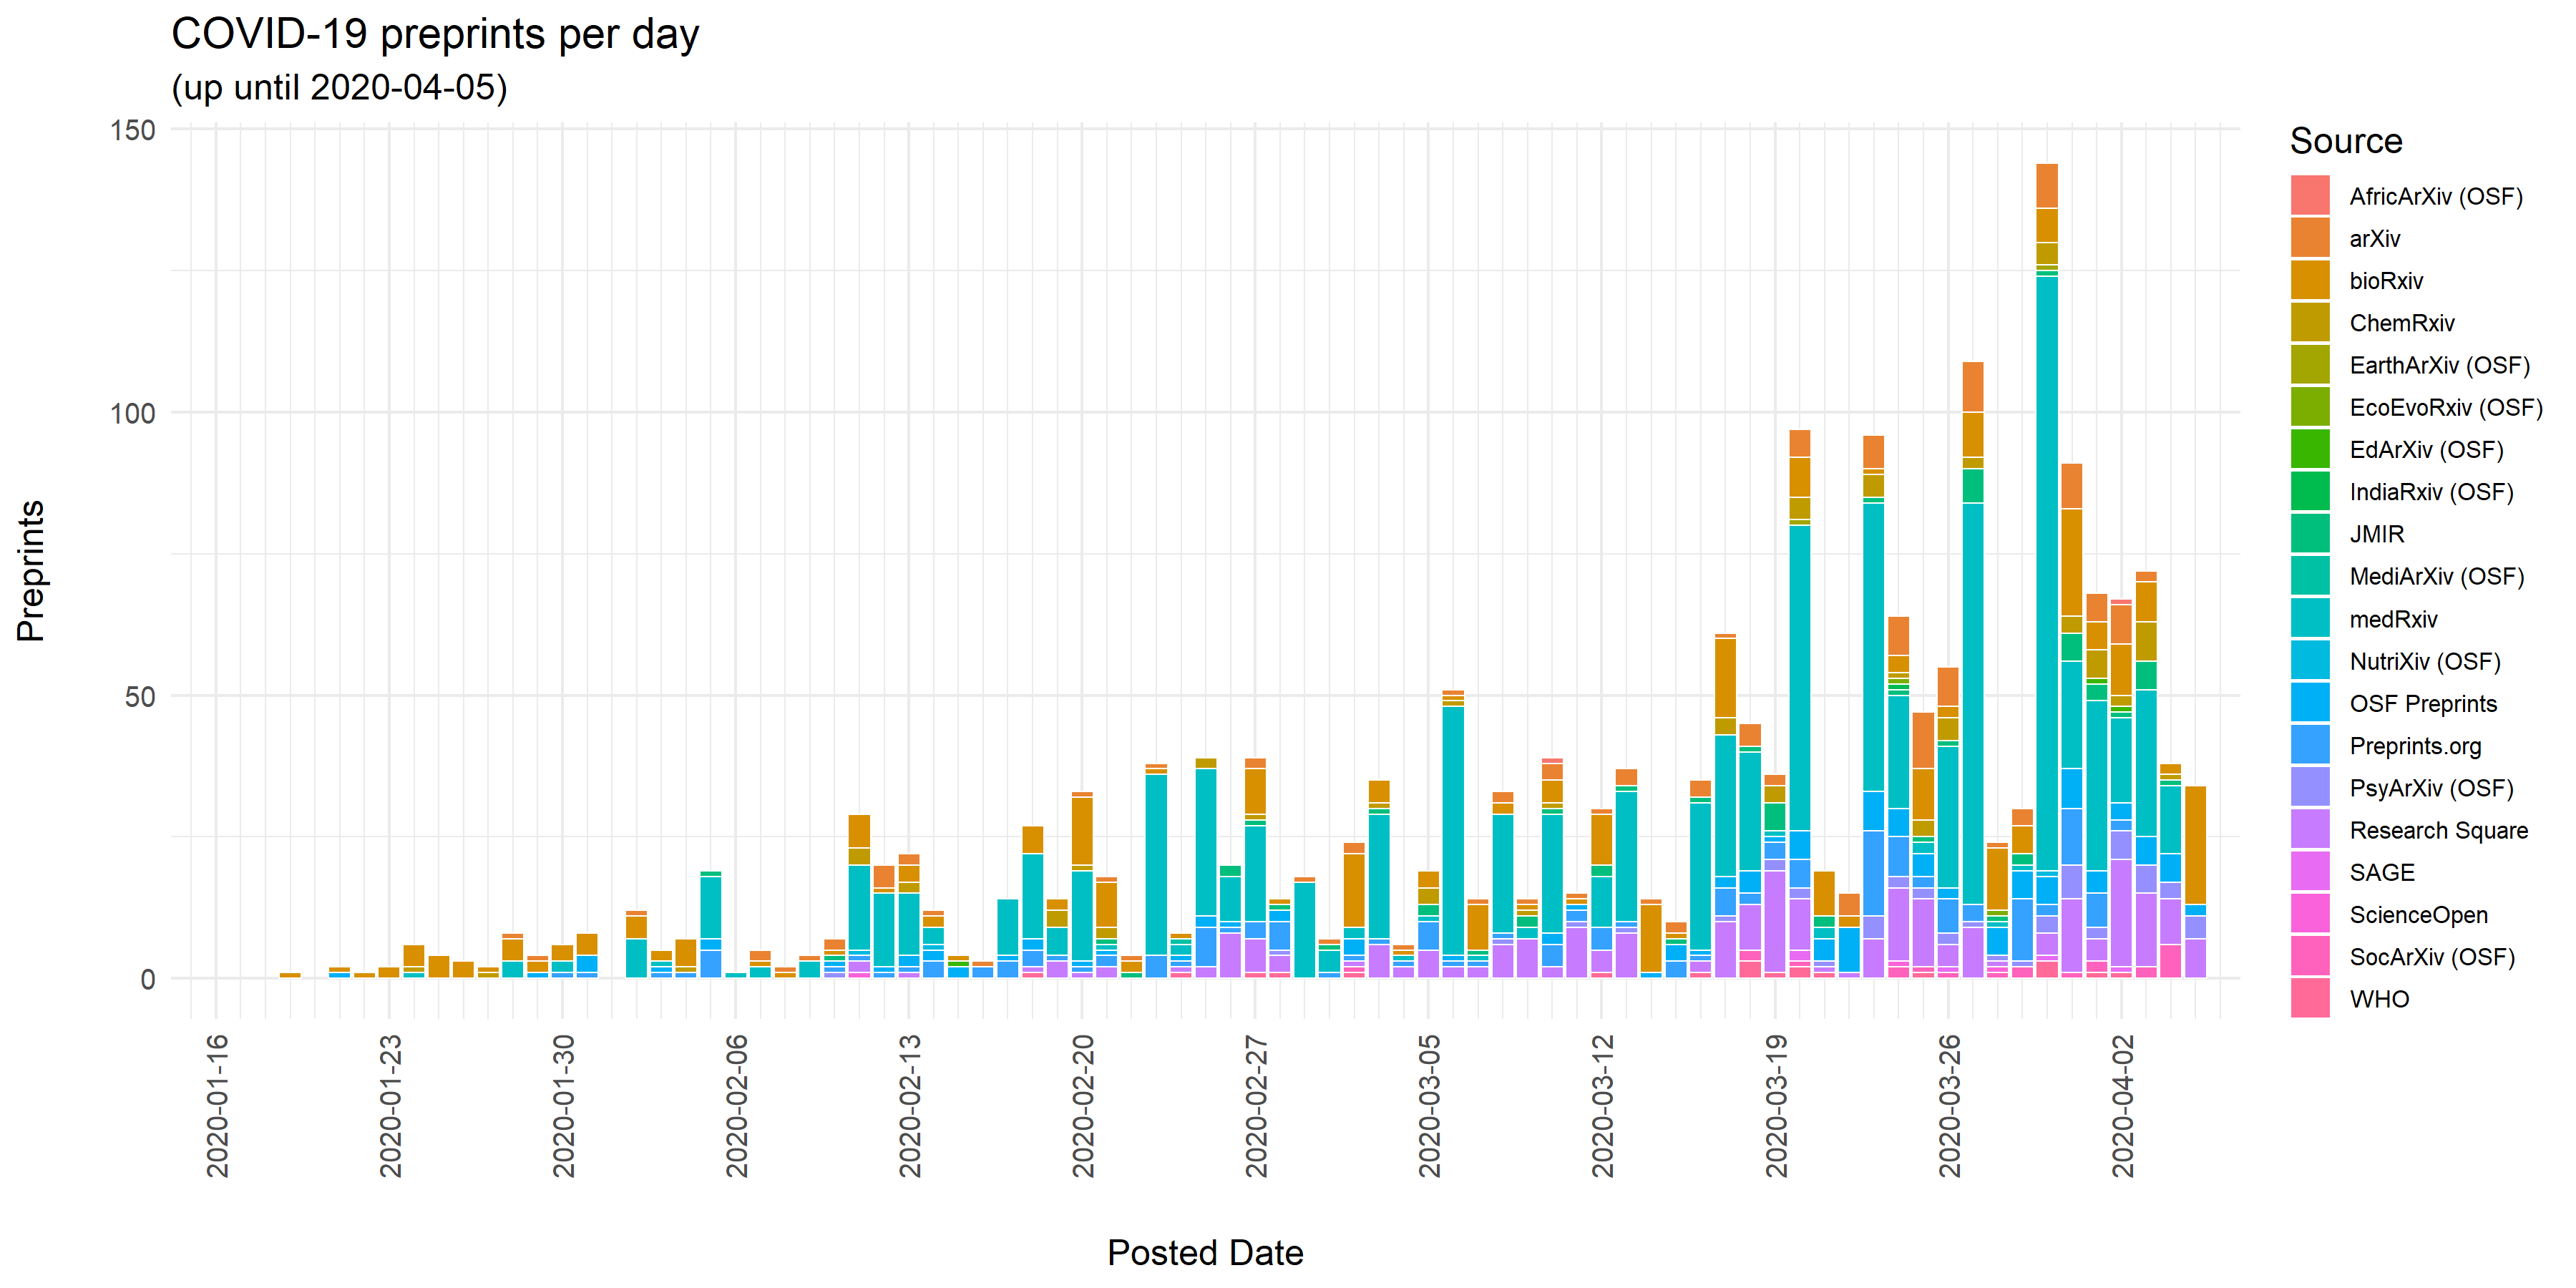 COVID-19 preprints per day
(up until 2020-04-05)
Preprints
150
100
50
0
2020-01-16
2020-01-23
2020-01-30
2020-02-06
2020-02-13
2020-02-20
2020-02-27
2020-03-05
2020-03-12
2020-03-19
2020-03-26
2020-04-02
Posted Date
Source
AfricArXiv (OSF)
arXiv
bioRxiv
ChemRxiv
EarthArXiv (OSF)
EcoEvoRxiv (OSF)
EdArXiv (OSF)
IndiaRxiv (OSF)
JMIR
MediArXiv (OSF)
medRxiv
NutriXiv (OSF)
OSF Preprints
Preprints.org
PsyArXiv (OSF)
Research Square
SAGE
ScienceOpen
SocArXiv (OSF)
WHO